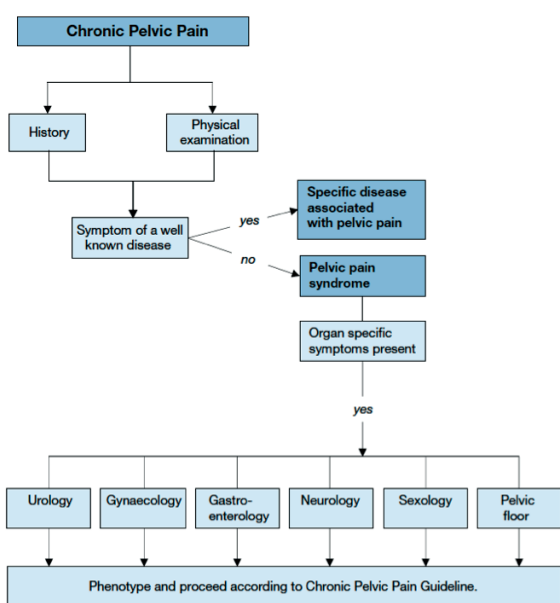 Chronic Pelvic Pain
History
Physical
examination
Symptom of a well
known disease
yes
Specific disease
associated
with pelvic pain
no
Pelvic pain
syndrome
Organ specific
symptoms present
yes
Urology
Gynaecology
Gastro-
enterology
Neurology
Sexology
Pelvic
floor
Phenotype and proceed according to Chronic Pelvic Pain Guideline.